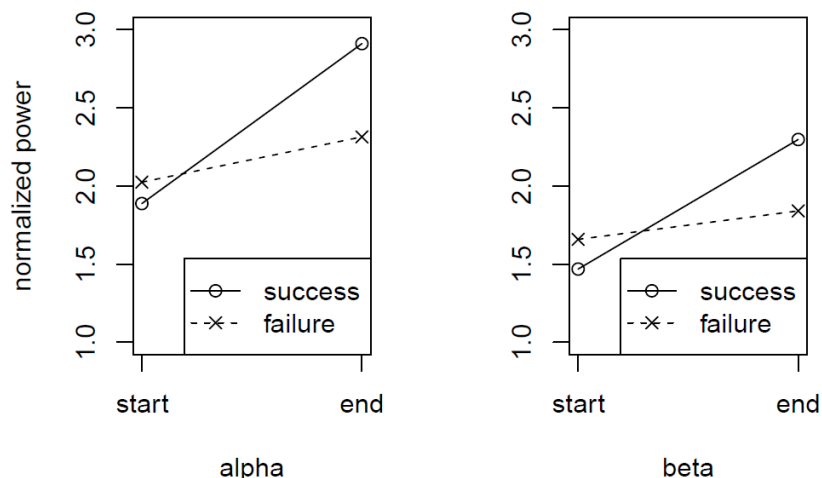 normalized power
3.0
2.5
2.0
1.5
1.0
success
failure
start end
alpha
3.0
2.5
2.0
1.5
1.0
success
failure
start end
beta